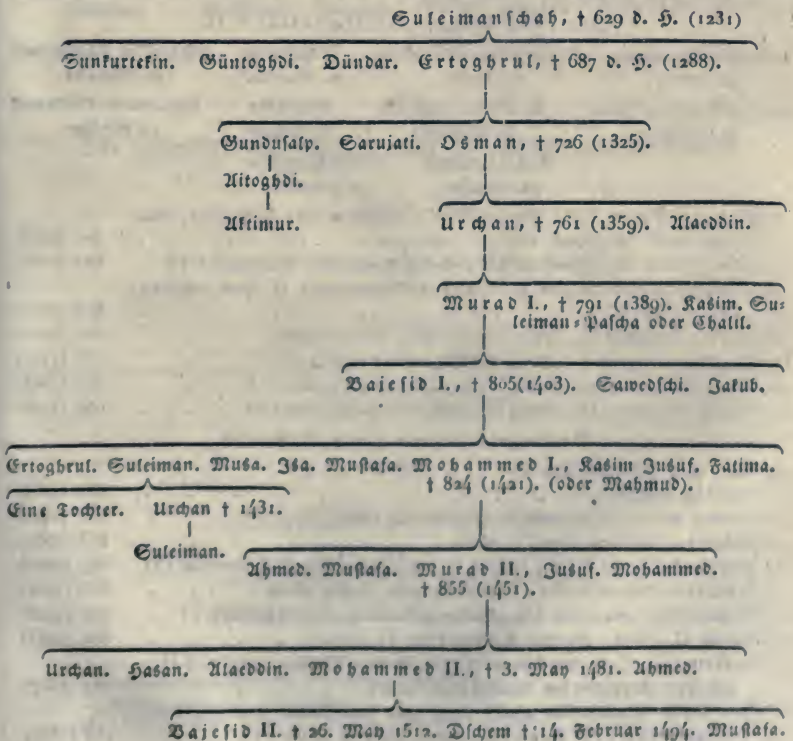 Suleimanschah, † 629 d. H. (1231)
Sunkurtekin. Güntoghdi. Dündar. Ertoghrul, † 687 d. H. (1288).
Gundusalp. Sarujati. Osman, † 726 (1325).
Aitoghdi.
Aktimur. Urchan, † 761 (1359). Alaeddin.
Murad I., † 791 (1389). Kasim. Su-
leiman-Pascha oder Chalil.
Bajesid I., † 805 (1403). Sawedschi. Jakub.
Ertoghrul. Suleiman. Musa. Isa. Mustafa. Mohammed I., Kasim Jusuf. Fatima.
† 824 (1421). (oder Mahmud).
Eine Tochter. Urchan † 1431.
Suleiman.
Ahmed. Mustafa. Murad II., Jusuf. Mohammed.
† 855 (1451).
Urchan. Hasan. Alaeddin. Mohammed II., † 3. May 1481. Ahmed.
Bajesid II. † 26. May 1512. Dschem † 14. Februar 1494. Mustafa.